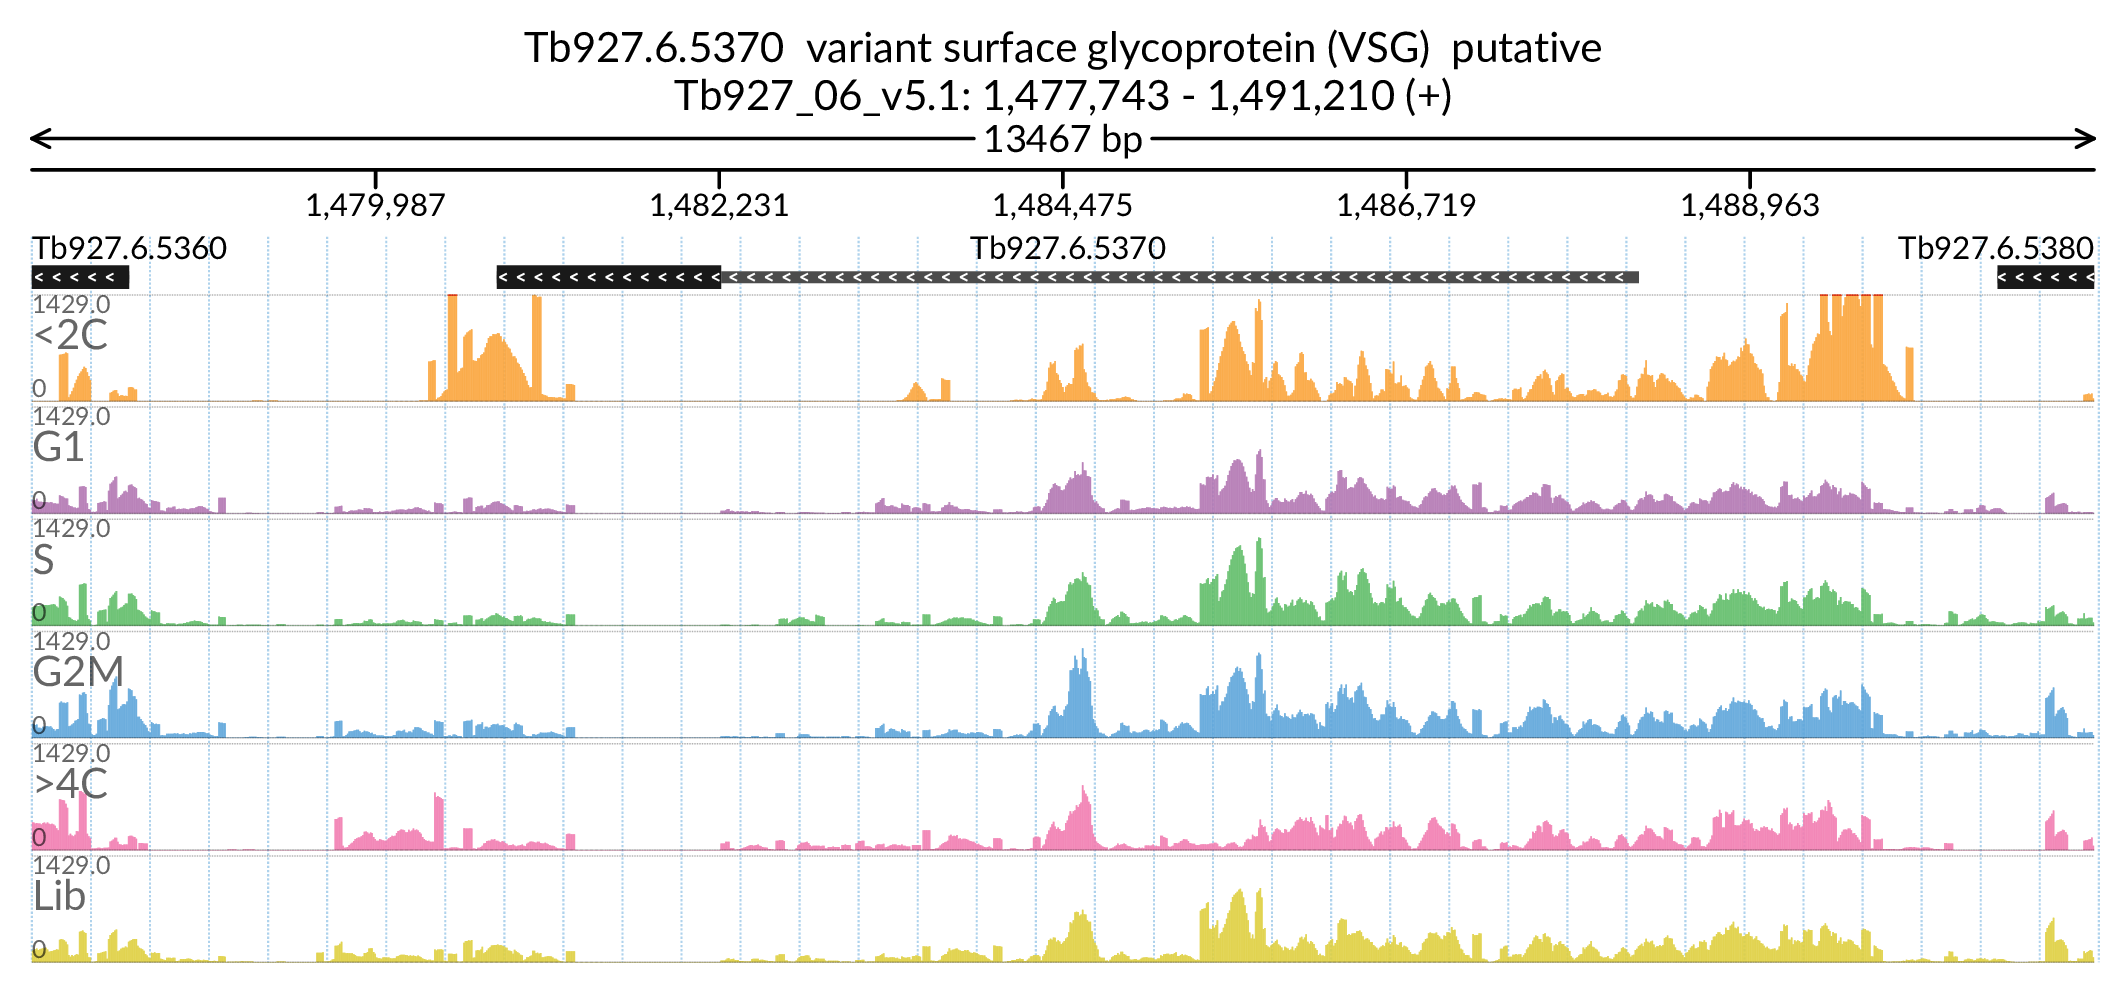 Tb927.6.5370 variant surface glycoprotein (VSG) putative
Tb927_06_v5.1: 1,477,743 - 1,491,210 (+)
13467 bp
1,479,987 1,482,231 1,484,475 1,486,719 1,488,963
Tb927.6.5360 Tb927.6.5370 Tb927.6.5380
1429.0
<2C
0
1429.0
G1
0
1429.0
S
0
1429.0
G2M
0
1429.0
>4C
0
1429.0
Lib
0